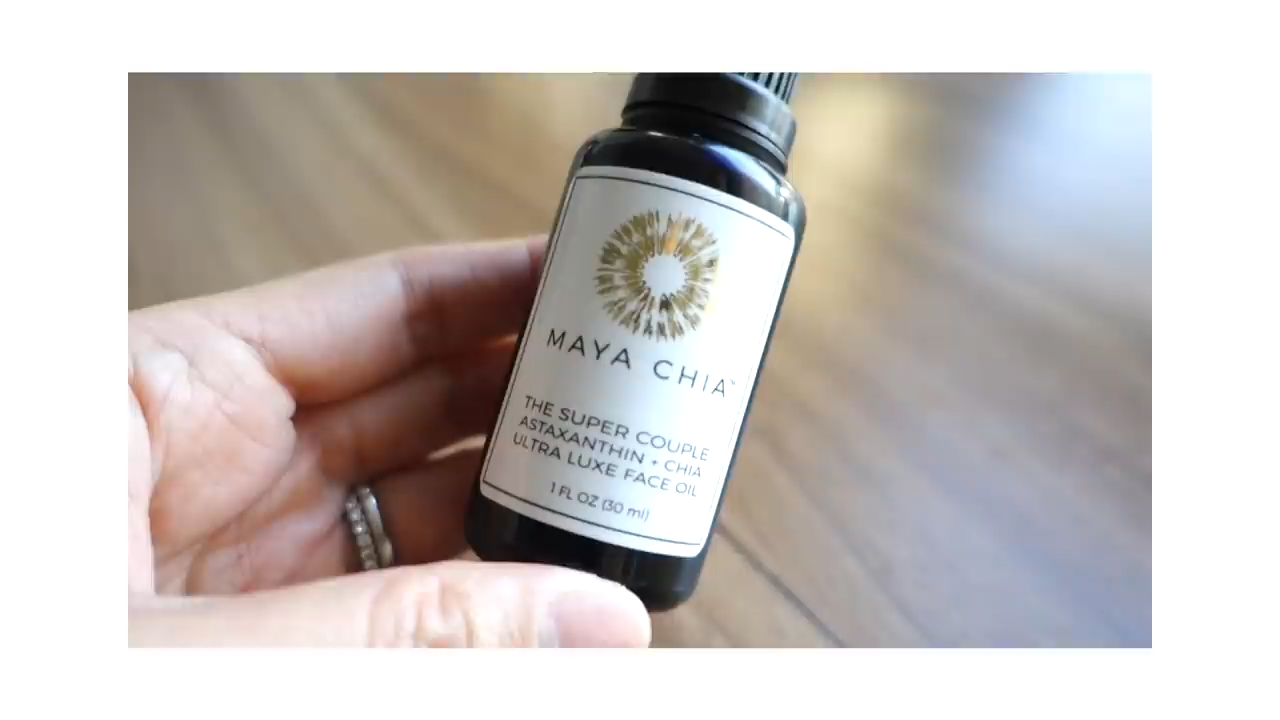 MAYA CHIA™
THE SUPER COUPLE
ASTAXANTHIN + CHIA
ULTRA LUXE FACE OIL
1 FL OZ (30 ml)